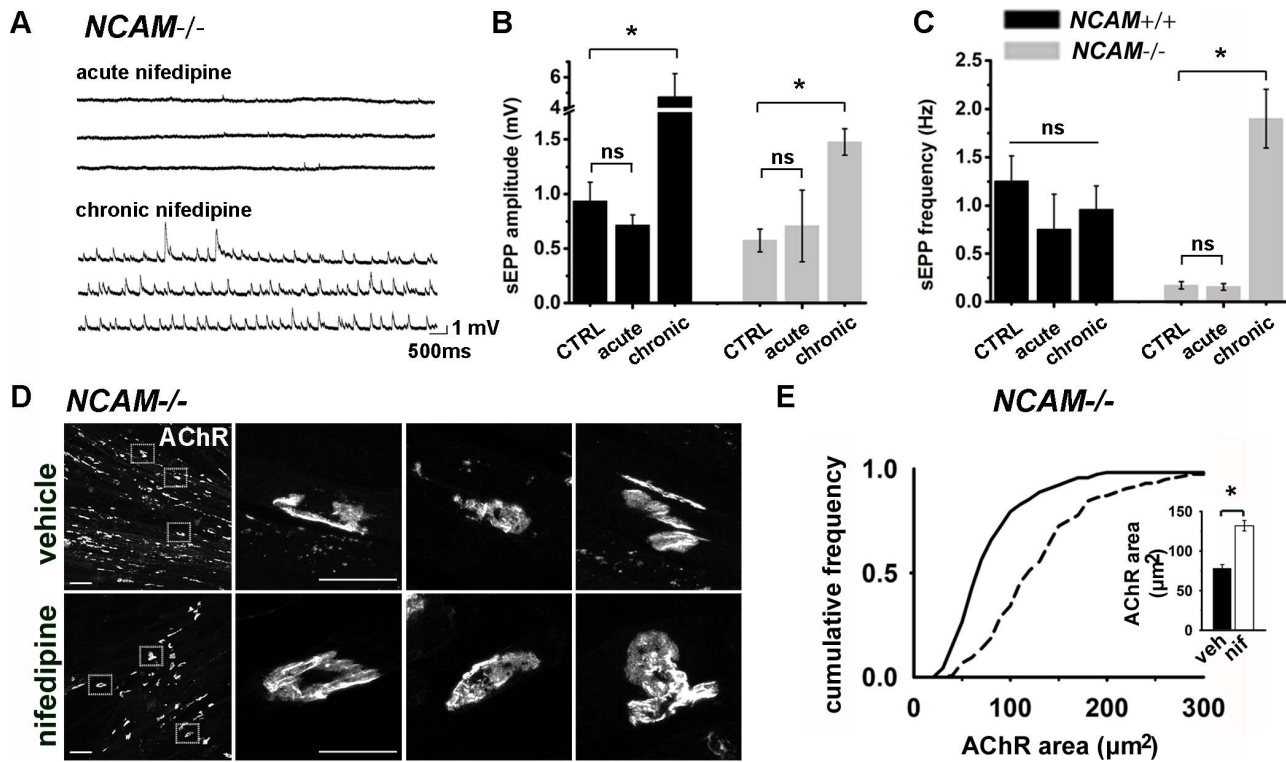 A
NCAM-/-
acute nifedipine
chronic nifedipine
1 mV
500ms
B
sEPP amplitude (mV)
6
4
1.5
1.0
0.5
0.0
*
ns
*
ns
CTRL
acute
chronic
CTRL
acute
chronic
C
NCAM+/+
NCAM-/-
sEPP frequency (Hz)
2.5
2.0
1.5
1.0
0.5
0.0
ns
*
ns
CTRL
acute
chronic
CTRL
acute
chronic
D
NCAM-/-
AChR
vehicle
nifedipine
E
NCAM-/-
cumulative frequency
1.0
0.5
0.0
0
100
200
300
AChR area (µm²)
*
AChR area
(µm²)
150
100
50
0
veh
nif